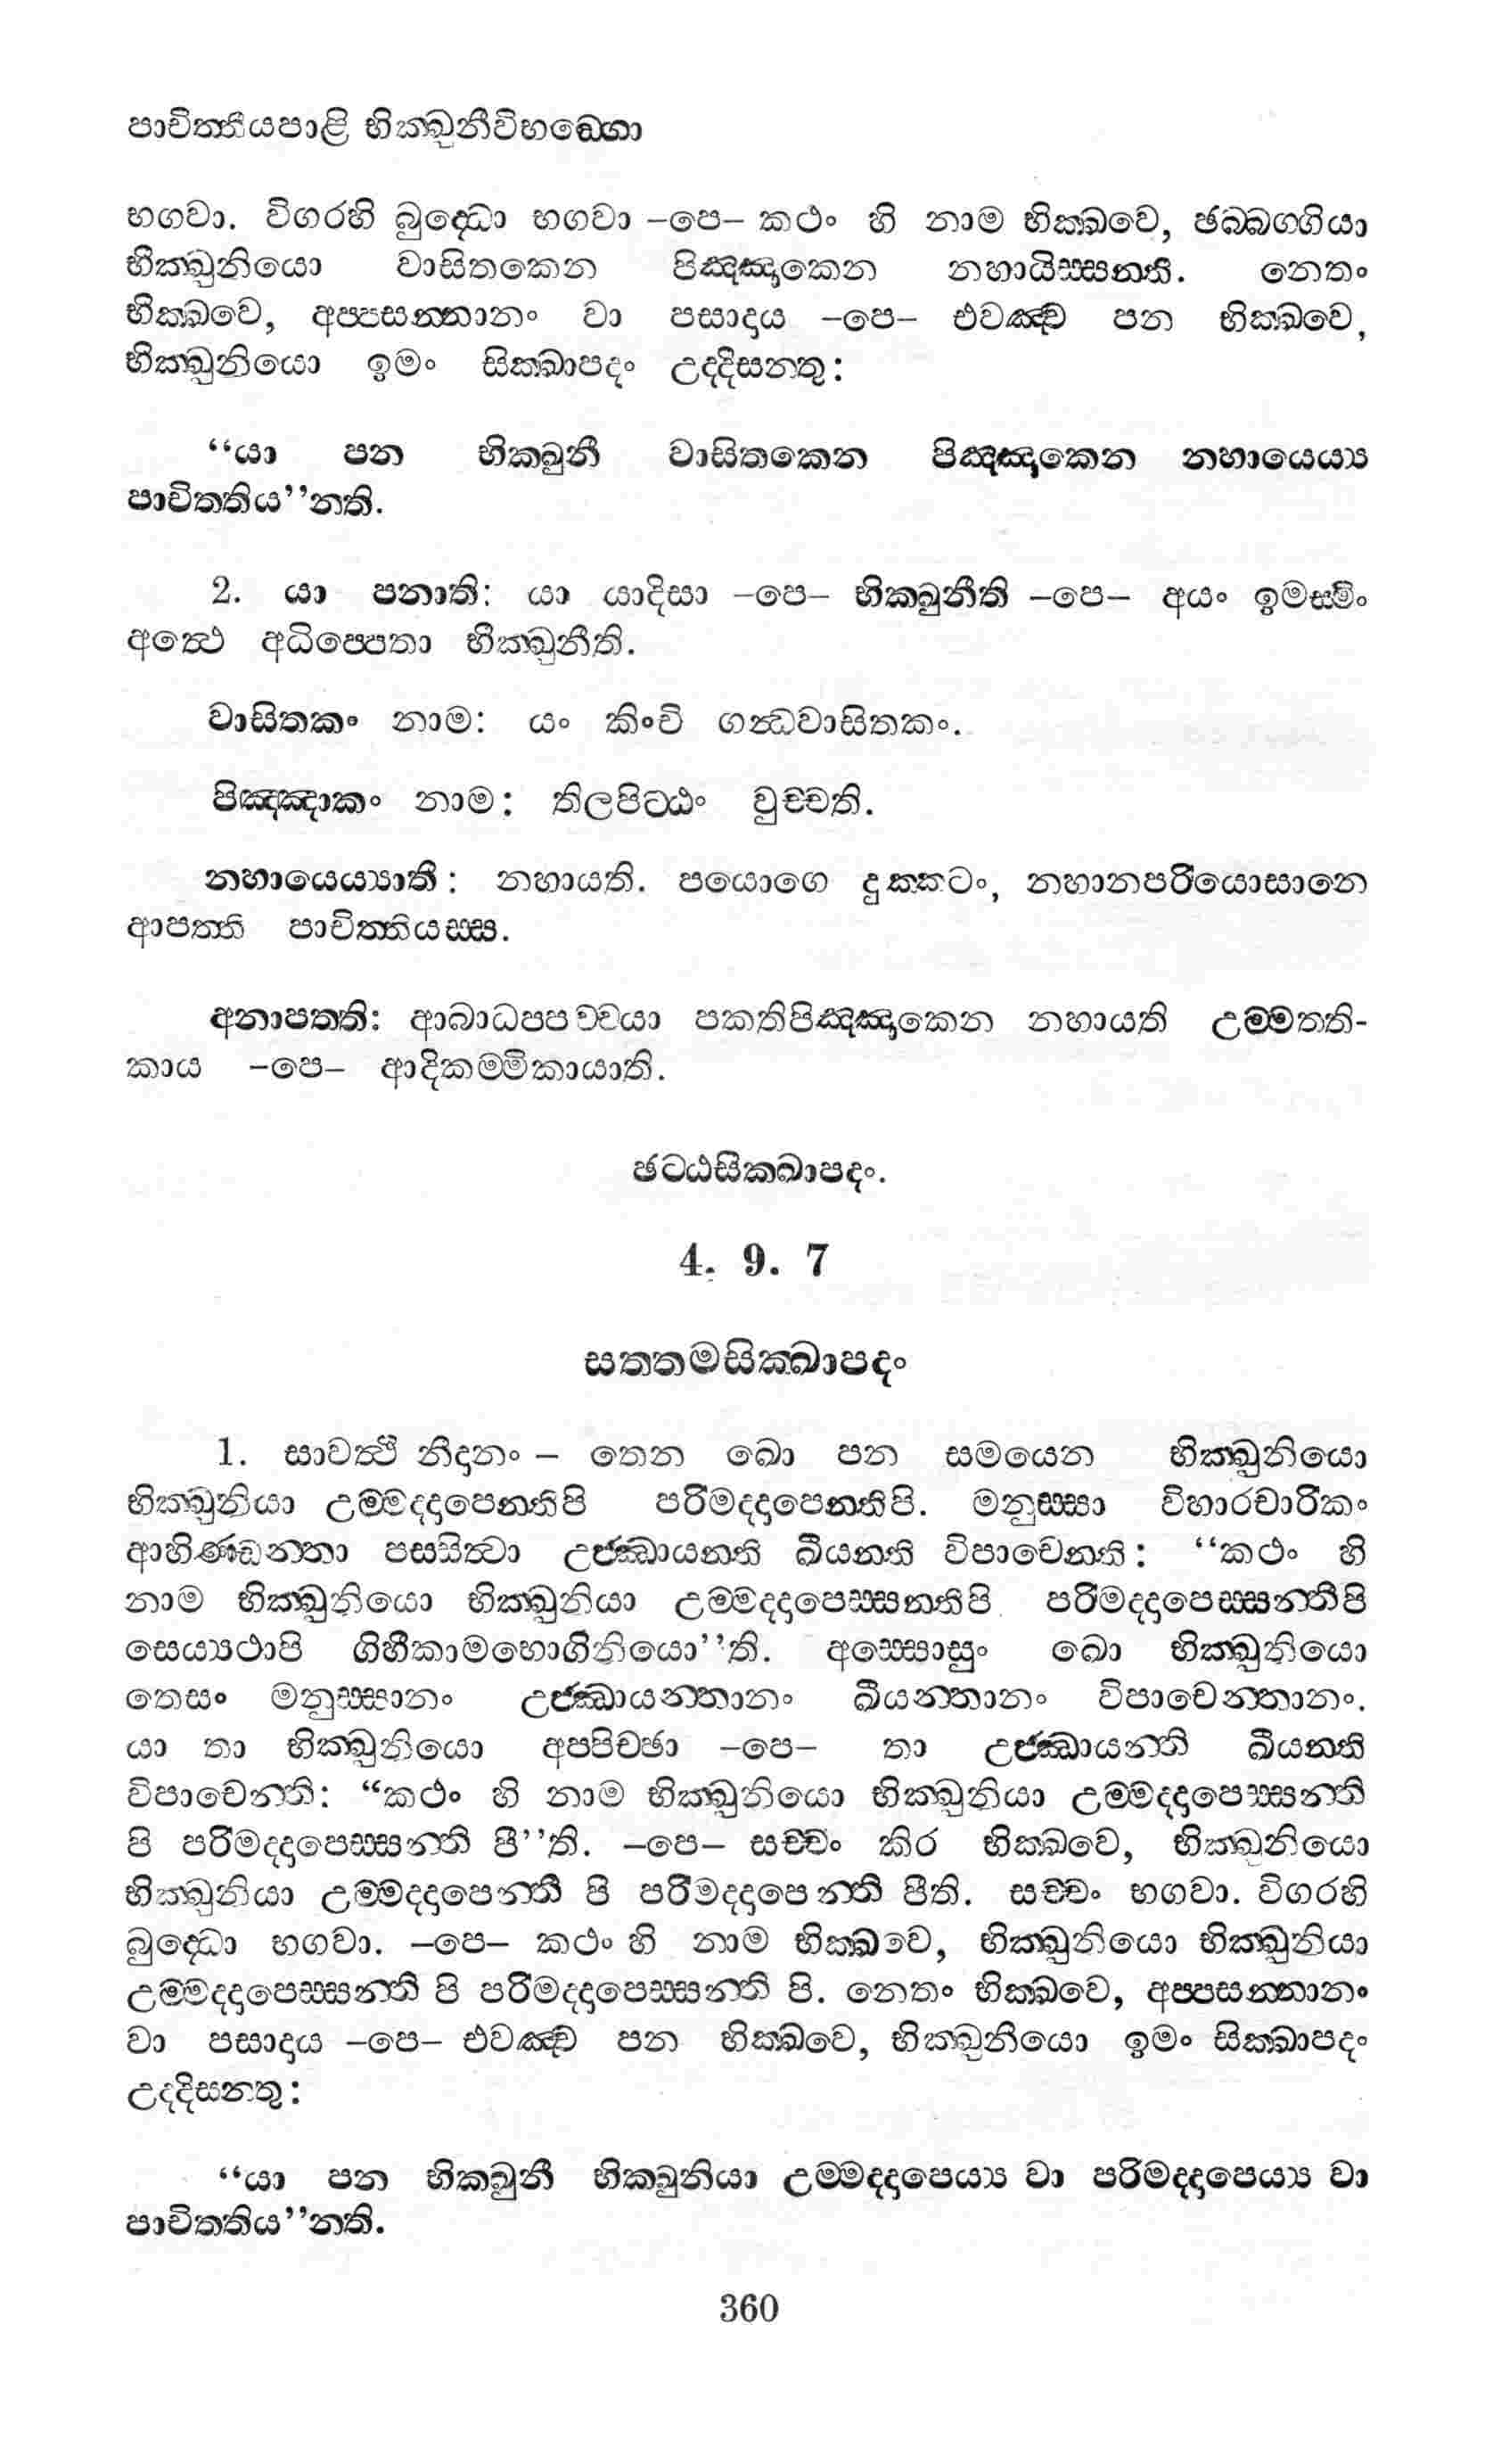 පාචිත්තියපාළි භික්ඛුනීවිභඞ්ගො
භගවා. විගරහි බුද්ධො භගවා –පෙ– කථං හි නාම භික්ඛවෙ, ඡබ්බග්ගියා
භික්ඛුනියො වාසිතකෙන පිඤ්ඤාකෙන නහායිස්සන්ති. නෙතං
භික්ඛවෙ, අප්පසන්නානං වා පසාදාය –පෙ– එවඤ්ච පන භික්ඛවෙ,
භික්ඛුනියො ඉමං සික්ඛාපදං උද්දිසන්තු:
“යා පන භික්ඛුනී වාසිතකෙන පිඤ්ඤාකෙන නහායෙය්‍ය
පාචිත්තිය”න්ති.
2. යා පනාති: යා යාදිසා –පෙ– භික්ඛුනීති –පෙ– අයං ඉමස්මිං
අත්ථෙ අධිප්පෙතා භික්ඛුනීති.
වාසිතකං නාම: යං කිංචි ගන්ධවාසිතකං.
පිඤ්ඤාකං නාම: තිලපිට්ඨං වුච්චති.
නහායෙය්‍යාති: නහායති. පයොගෙ දුක්කටං, නහානපරියොසානෙ
ආපත්ති පාචිත්තියස්ස.
අනාපත්ති: ආබාධප්පච්චයා පකතිපිඤ්ඤාකෙන නහායති උම්මත්ති-
කාය –පෙ– ආදිකම්මිකායාති.
ඡට්ඨසික්ඛාපදං.
4. 9. 7
සත්තමසික්ඛාපදං
1. සාවත්ථි නිදානං – තෙන ඛො පන සමයෙන භික්ඛුනියො
භික්ඛුනියා උම්මද්දාපෙන්තිපි පරිමද්දාපෙන්තිපි. මනුස්සා විහාරචාරිකං
ආහිණ්ඩන්තා පස්සිත්වා උජ්ඣායන්ති ඛීයන්ති විපාචෙන්ති: “කථං හි
නාම භික්ඛුනියො භික්ඛුනියා උම්මද්දාපෙස්සන්තිපි පරිමද්දාපෙස්සන්තිපි
සෙය්‍යථාපි ගිහීකාමභොගිනියො”ති. අස්සොසුං ඛො භික්ඛුනියො
තෙසං මනුස්සානං උජ්ඣායන්තානං ඛීයන්තානං විපාචෙන්තානං.
යා තා භික්ඛුනියො අප්පිච්ඡා –පෙ– තා උජ්ඣායන්ති ඛීයන්ති
විපාචෙන්ති: “කථං හි නාම භික්ඛුනියො භික්ඛුනියා උම්මද්දාපෙස්සන්ති
පි පරිමද්දාපෙස්සන්ති පී”ති. –පෙ– සච්චං කිර භික්ඛවෙ, භික්ඛුනියො
භික්ඛුනියා උම්මද්දාපෙන්ති පි පරිමද්දාපෙන්ති පීති. සච්චං භගවා. විගරහි
බුද්ධො භගවා. –පෙ– කථං හි නාම භික්ඛවෙ, භික්ඛුනියො භික්ඛුනියා
උම්මද්දාපෙස්සන්ති පි පරිමද්දාපෙස්සන්ති පි. නෙතං භික්ඛවෙ, අප්පසන්නානං
වා පසාදාය –පෙ– එවඤ්ච පන භික්ඛවෙ, භික්ඛුනියො ඉමං සික්ඛාපදං
උද්දිසන්තු:
“යා පන භික්ඛුනී භික්ඛුනියා උම්මද්දාපෙය්‍ය වා පරිමද්දාපෙය්‍ය වා
පාචිත්තිය”න්ති.
360